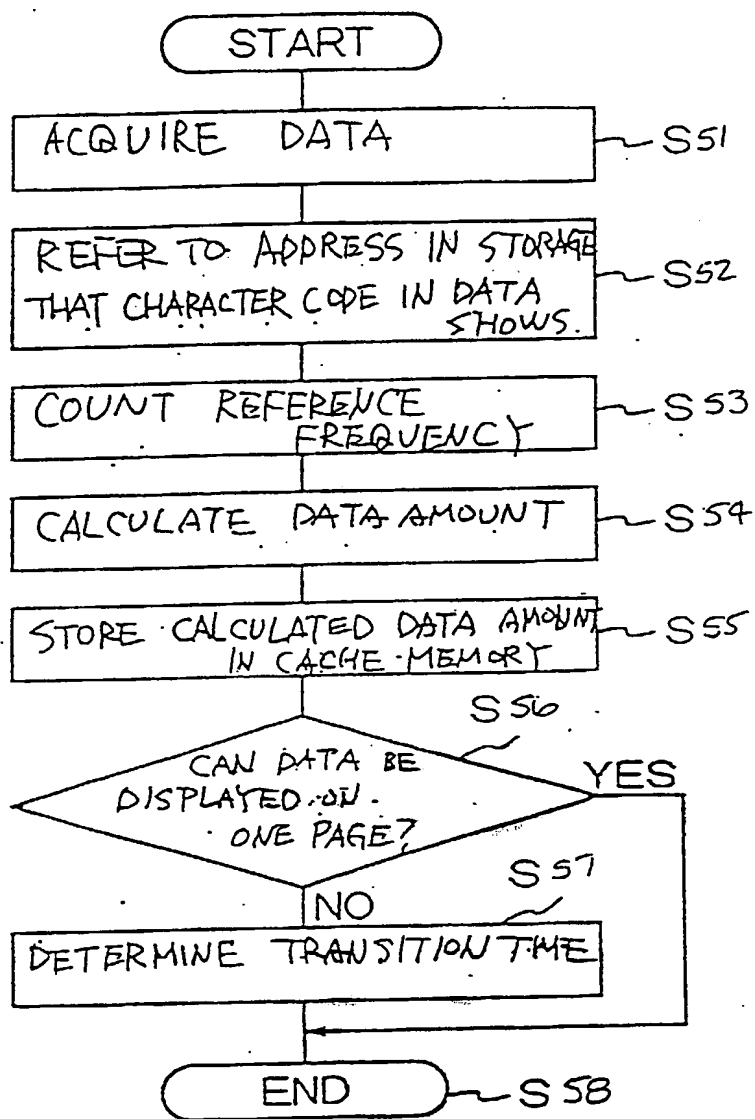 START
ACQUIRE DATA
S51
REFER TO ADDRESS IN STORAGE
THAT CHARACTER CODE IN DATA
SHOWS.
S52
COUNT REFERENCE
FREQUENCY
S53
CALCULATE DATA AMOUNT
S54
STORE CALCULATED DATA AMOUNT
IN CACHE MEMORY
S55
S56
CAN DATA BE
DISPLAYED ON
ONE PAGE?
YES
NO
S57
DETERMINE TRANSITION TIME
END
S58